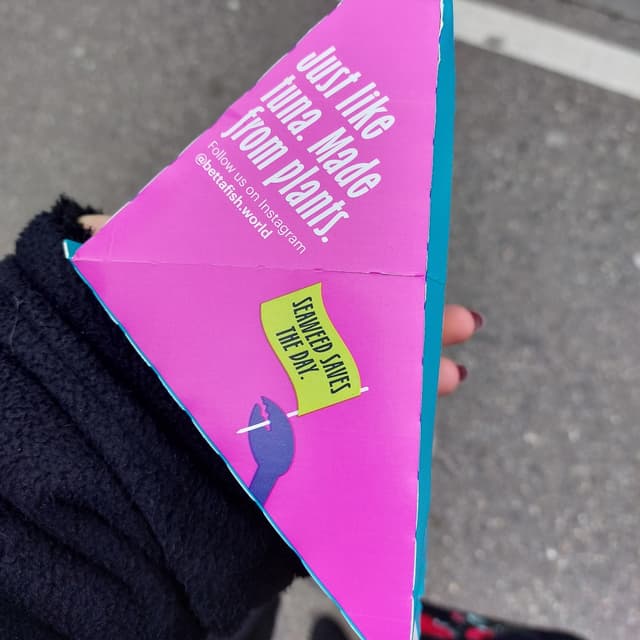 Just like
tuna. Made
from plants.
Follow us on Instagram
@bettafish.world
SEAWEED SAVES
THE DAY.